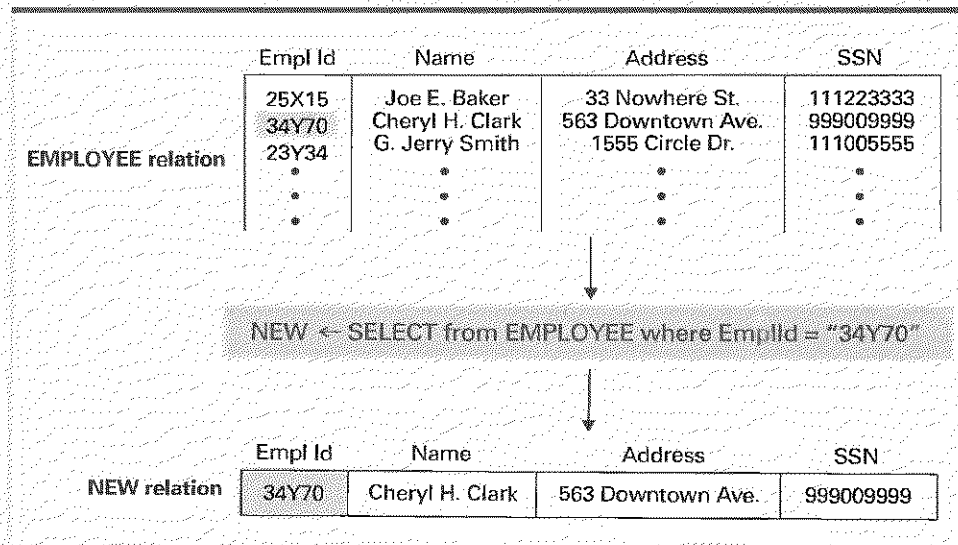 Empl Id Name Address SSN
25X15 Joe E. Baker 33 Nowhere St. 111223333
34Y70 Cheryl H. Clark 563 Downtown Ave. 999009999
23Y34 G. Jerry Smith 1555 Circle Dr. 111005555
EMPLOYEE relation
NEW ← SELECT from EMPLOYEE where EmplId = "34Y70"
Empl Id Name Address SSN
NEW relation 34Y70 Cheryl H. Clark 563 Downtown Ave. 999009999